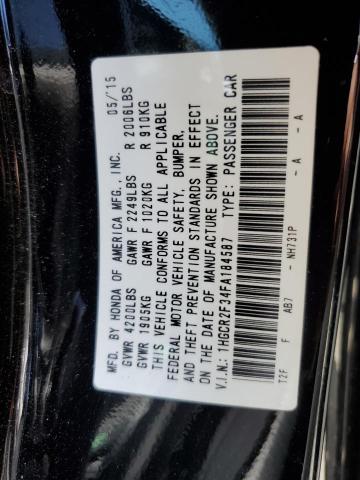 MFD. BY HONDA OF AMERICA MFG., INC. 05/15
GVWR 4200LBS GAWR F 2249LBS R 2006LBS
GVWR 1905KG GAWR F 1020KG R 910KG
THIS VEHICLE CONFORMS TO ALL APPLICABLE
FEDERAL MOTOR VEHICLE SAFETY, BUMPER,
AND THEFT PREVENTION STANDARDS IN EFFECT
ON THE DATE OF MANUFACTURE SHOWN ABOVE.
V.I.N.: 1HGCR2F34FA184587 TYPE: PASSENGER CAR
T2F F AB7 - NH731P - A - A